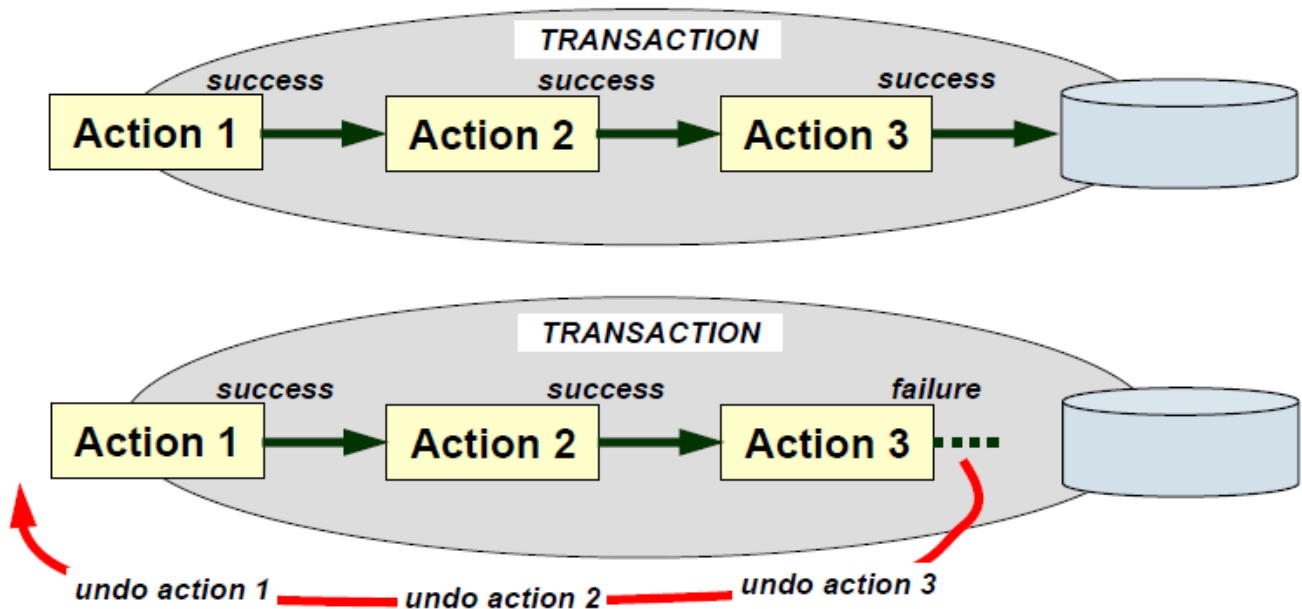 TRANSACTION
success
success
success
Action 1
Action 2
Action 3
TRANSACTION
success
success
failure
Action 1
Action 2
Action 3
undo action 1
undo action 2
undo action 3